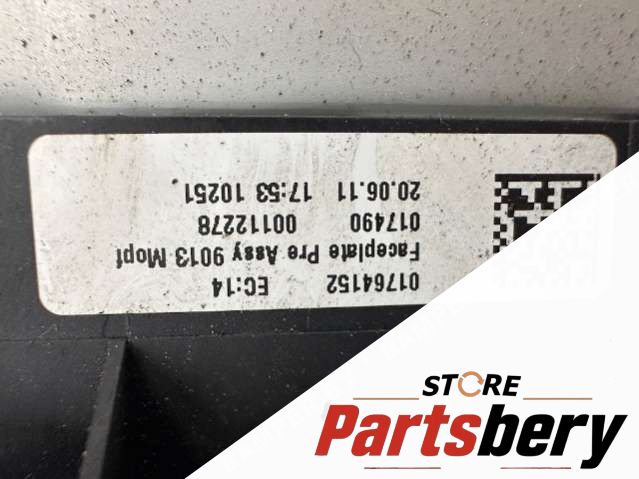 01764152 EC:14
Faceplate Pre Assy 9013 Mopf
017490 00112278
20.06.11 17:53 10251
STORE
Partsbery